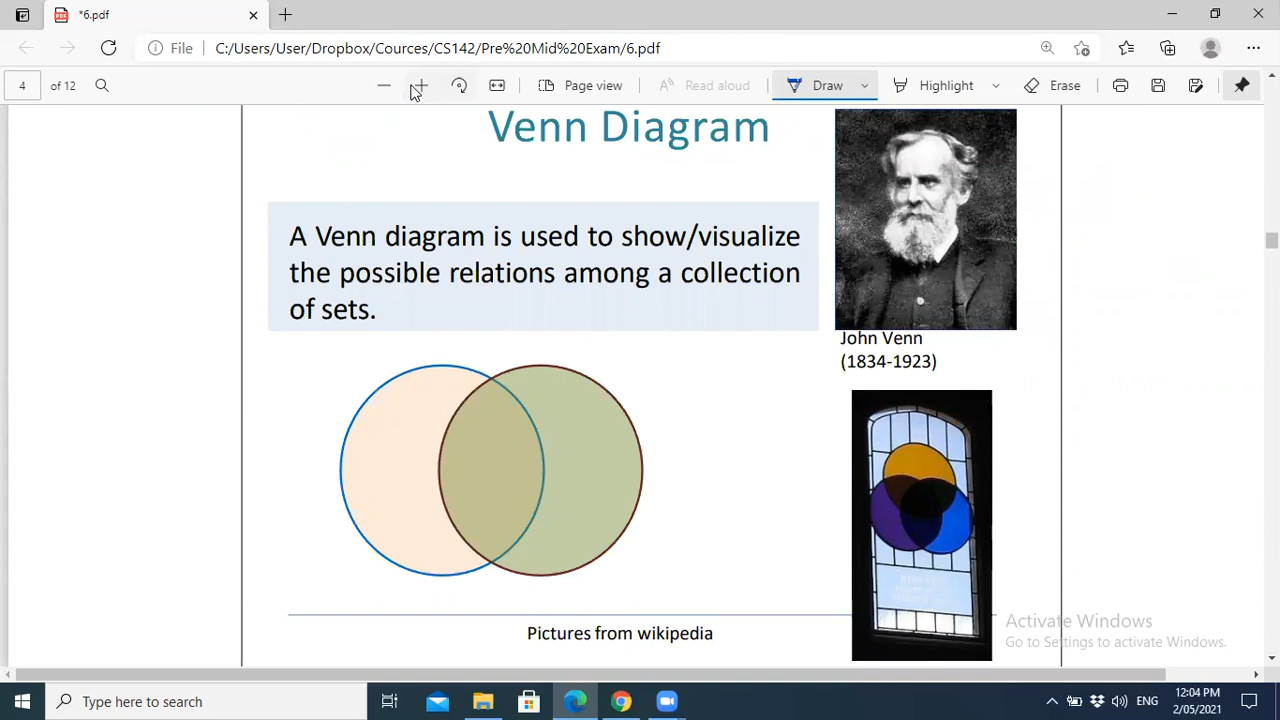 *6.pdf
File
C:/Users/User/Dropbox/Cources/CS142/Pre%20Mid%20Exam/6.pdf
4 of 12
Page view
Read aloud
Draw
Highlight
Erase
Venn Diagram
A Venn diagram is used to show/visualize
the possible relations among a collection
of sets.
John Venn
(1834-1923)
Pictures from wikipedia
Activate Windows
Go to Settings to activate Windows.
Type here to search
ENG
12:04 PM
2/05/2021